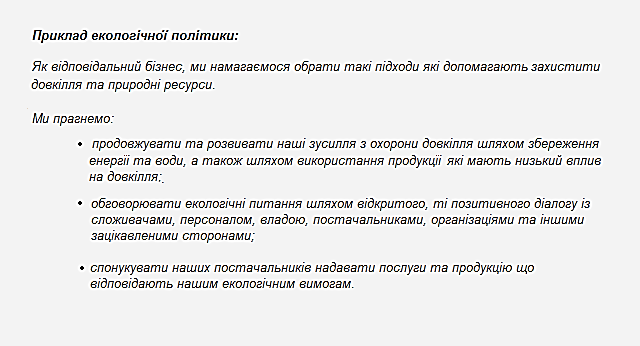 Приклад екологічної політики:
Як відповідальний бізнес, ми намагаємося обрати такі підходи які допомагають захистити
довкілля та природні ресурси.
Ми прагнемо:
• продовжувати та розвивати наші зусилля з охорони довкілля шляхом збереження
енергії та води, а також шляхом використання продукції які мають низький вплив
на довкілля;
• обговорювати екологічні питання шляхом відкритого, ті позитивного діалогу із
споживачами, персоналом, владою, постачальниками, організаціями та іншими
зацікавленими сторонами;
• спонукувати наших постачальників надавати послуги та продукцію що
відповідають нашим екологічним вимогам.